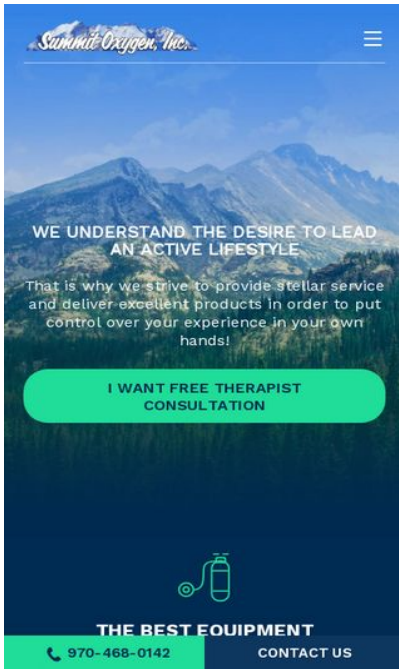 Summit Oxygen, Inc.
WE UNDERSTAND THE DESIRE TO LEAD
AN ACTIVE LIFESTYLE
That is why we strive to provide stellar service
and deliver excellent products in order to put
control over your experience in your own
hands!
I WANT FREE THERAPIST
CONSULTATION
THE BEST EQUIPMENT
970-468-0142
CONTACT US